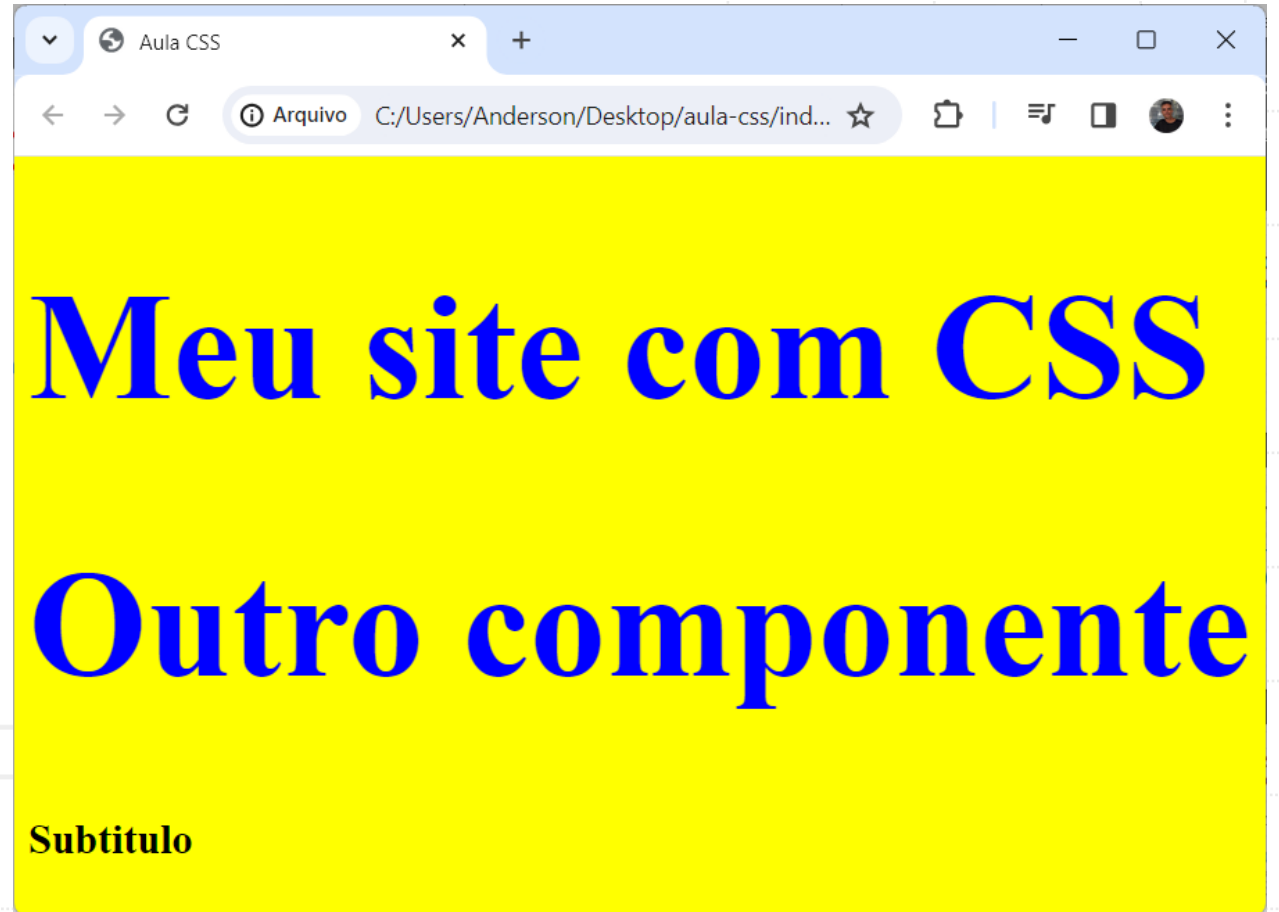 Aula CSS
Arquivo C:/Users/Anderson/Desktop/aula-css/ind...
Meu site com CSS
Outro componente
Subtitulo